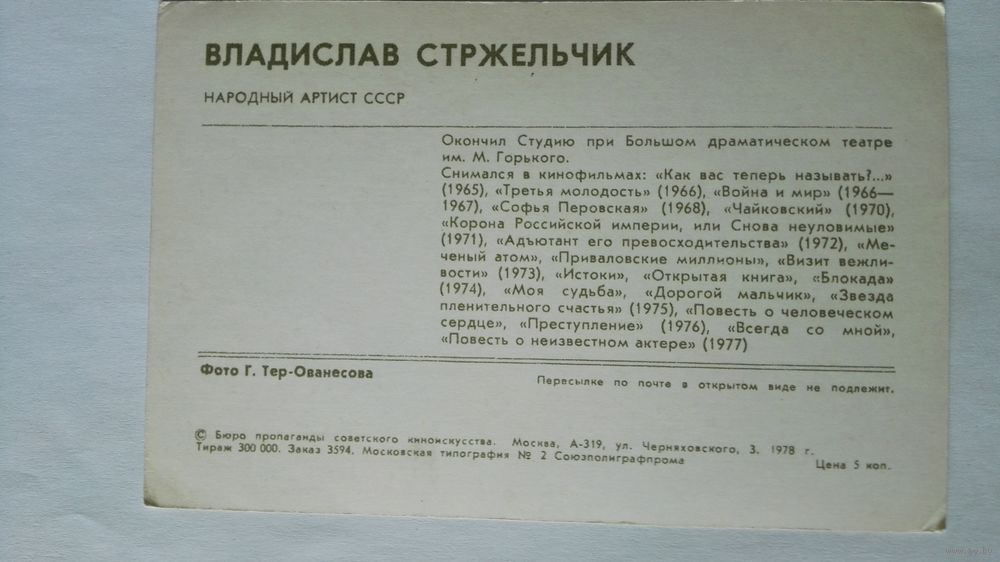 ВЛАДИСЛАВ СТРЖЕЛЬЧИК
НАРОДНЫЙ АРТИСТ СССР
Окончил Студию при Большом драматическом театре
им. М. Горького.
Снимался в кинофильмах: «Как вас теперь называть?...»
(1965), «Третья молодость» (1966), «Война и мир» (1966—
1967), «Софья Перовская» (1968), «Чайковский» (1970),
«Корона Российской империи, или Снова неуловимые»
(1971), «Адъютант его превосходительства» (1972), «Ме-
ченый атом», «Приваловские миллионы», «Визит вежли-
вости» (1973), «Истоки», «Открытая книга», «Блокада»
(1974), «Моя судьба», «Дорогой мальчик», «Звезда
пленительного счастья» (1975), «Повесть о человеческом
сердце», «Преступление» (1976), «Всегда со мной»,
«Повесть о неизвестном актере» (1977)
Фото Г. Тер-Ованесова
Пересылке по почте в открытом виде не подлежит.
© Бюро пропаганды советского киноискусства. Москва, А-319, ул. Черняховского, 3. 1978 г.
Тираж 300 000. Заказ 3594. Московская типография № 2 Союзполиграфпрома
Цена 5 коп.